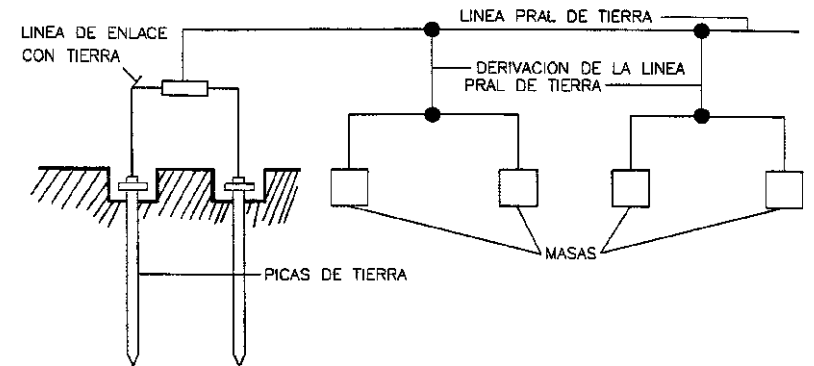 LINEA PRAL DE TIERRA
LINEA DE ENLACE
CON TIERRA
DERIVACION DE LA LINEA
PRAL DE TIERRA
MASAS
PICAS DE TIERRA